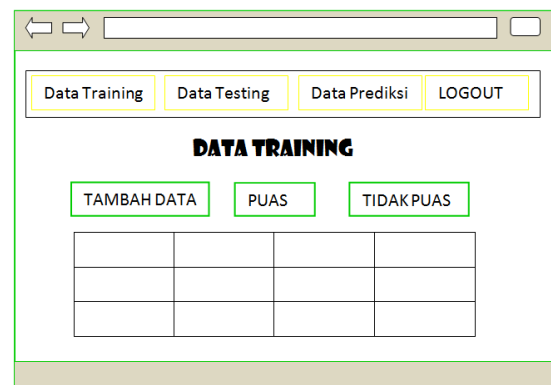 Data Training Data Testing Data Prediksi LOGOUT
DATA TRAINING
TAMBAH DATA PUAS TIDAK PUAS